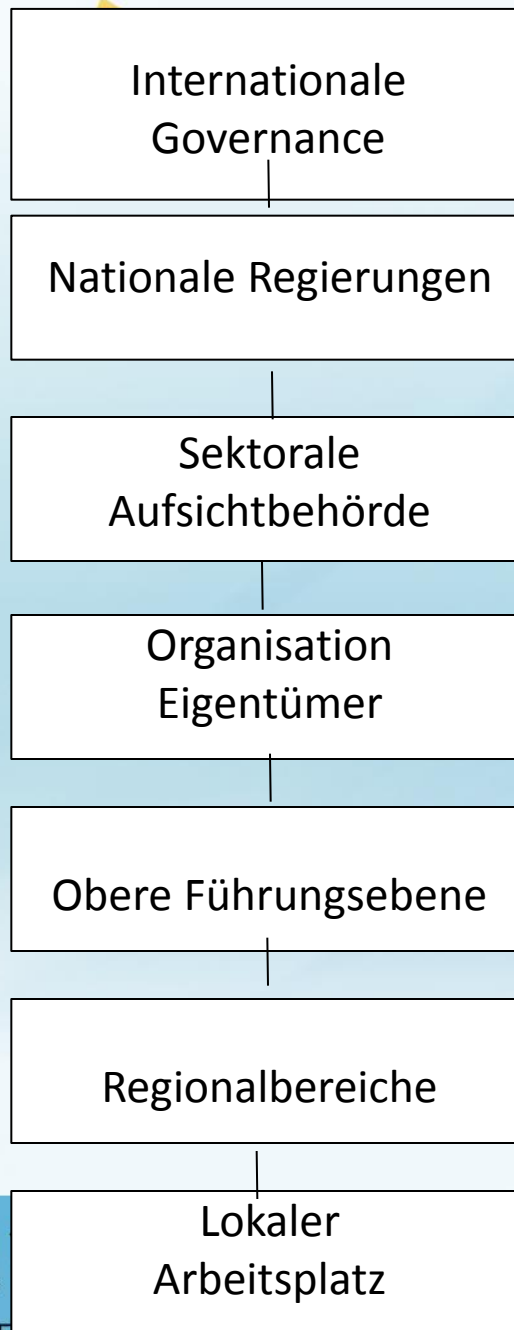 Internationale
Governance
Nationale Regierungen
Sektorale
Aufsichtbehörde
Organisation
Eigentümer
Obere Führungsebene
Regionalbereiche
Lokaler
Arbeitsplatz